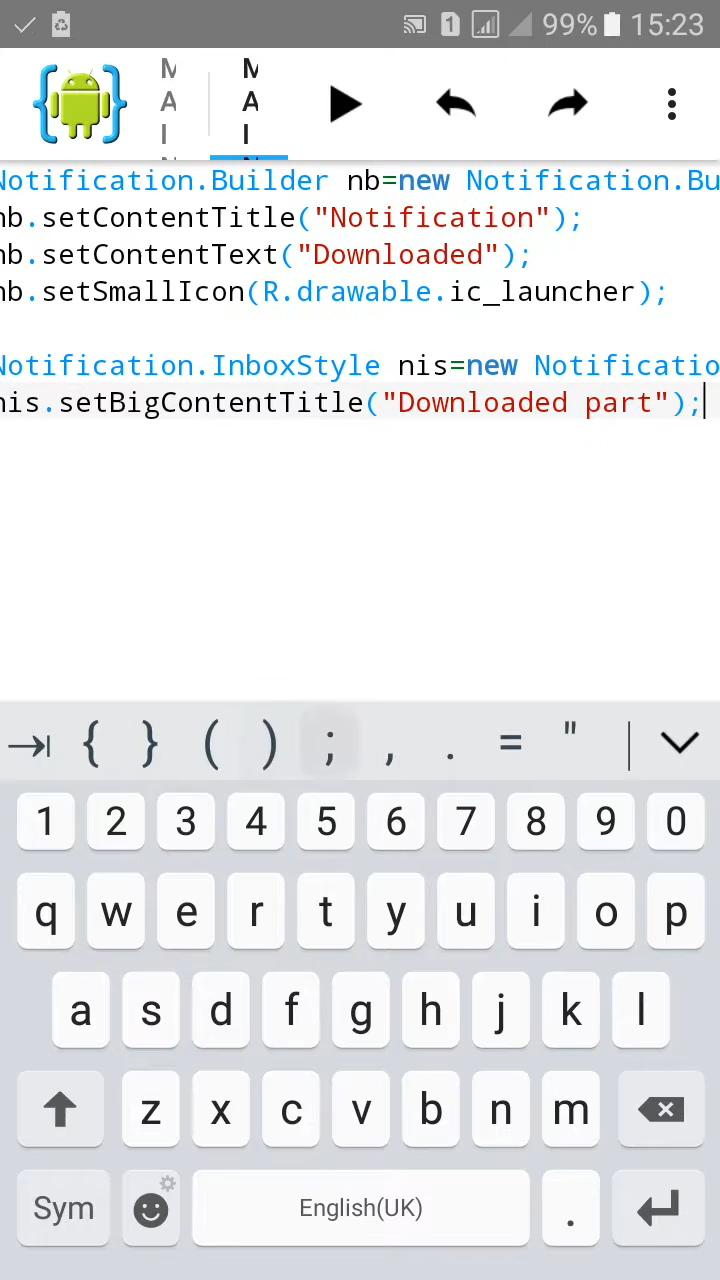 1 99% 15:23
M A I
M A I
Notification.Builder nb=new Notification.Bu
nb.setContentTitle("Notification");
nb.setContentText("Downloaded");
nb.setSmallIcon(R.drawable.ic_launcher);
Notification.InboxStyle nis=new Notificatio
nis.setBigContentTitle("Downloaded part");
{ } ( ) ; , . = " |
1 2 3 4 5 6 7 8 9 0
q w e r t y u i o p
a s d f g h j k l
z x c v b n m
Sym English(UK) .